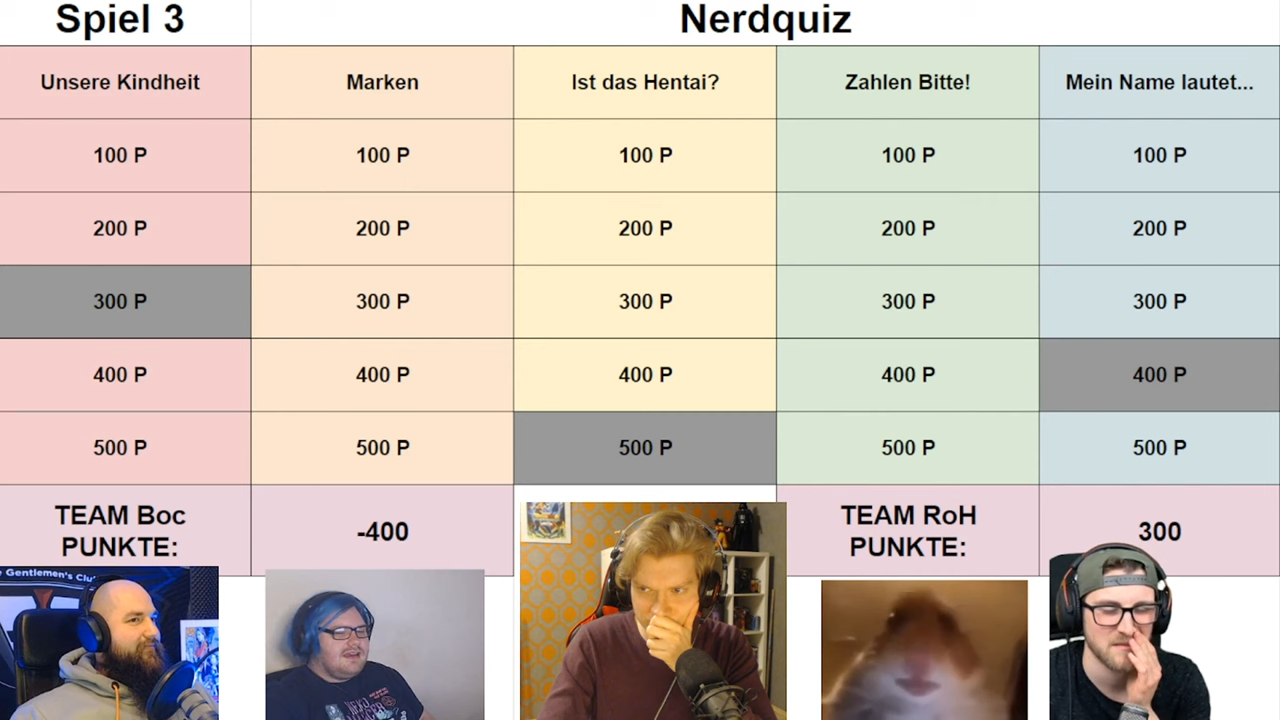 Spiel 3
Nerdquiz
Unsere Kindheit
Marken
Ist das Hentai?
Zahlen Bitte!
Mein Name lautet...
100 P
100 P
100 P
100 P
100 P
200 P
200 P
200 P
200 P
200 P
300 P
300 P
300 P
300 P
300 P
400 P
400 P
400 P
400 P
400 P
500 P
500 P
500 P
500 P
500 P
TEAM Boc
PUNKTE:
-400
TEAM RoH
PUNKTE:
300
Gentlemen's